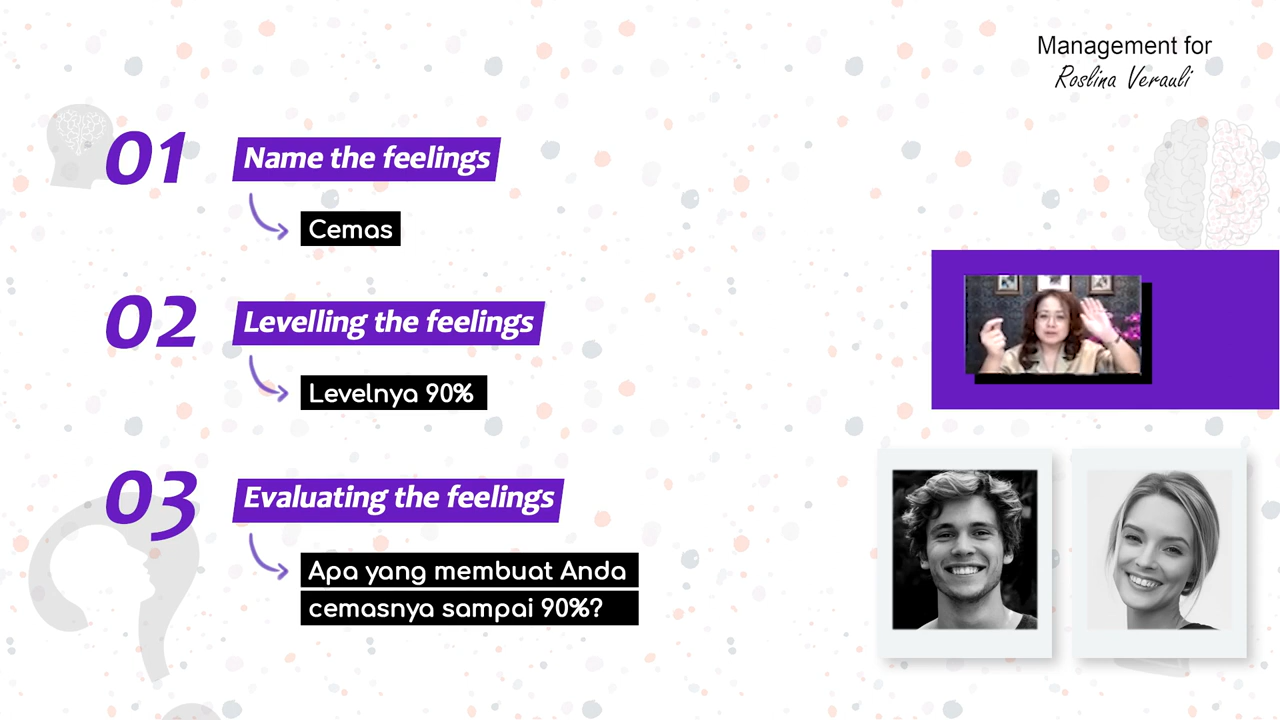 Management for
Roslina Verauli
01
Name the feelings
Cemas
02
Levelling the feelings
Levelnya 90%
03
Evaluating the feelings
Apa yang membuat Anda
cemasnya sampai 90%?